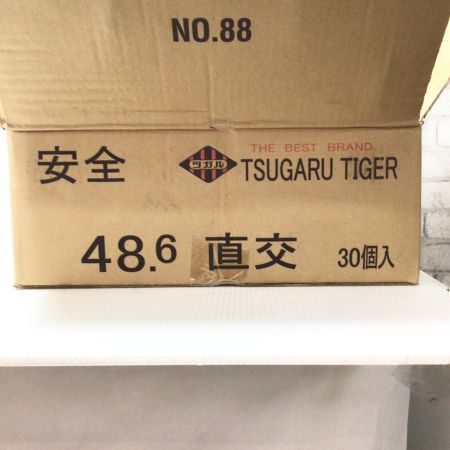 NO.88
THE BEST BRAND.
安全 ツガル TSUGARU TIGER
48.6 直交 30個入